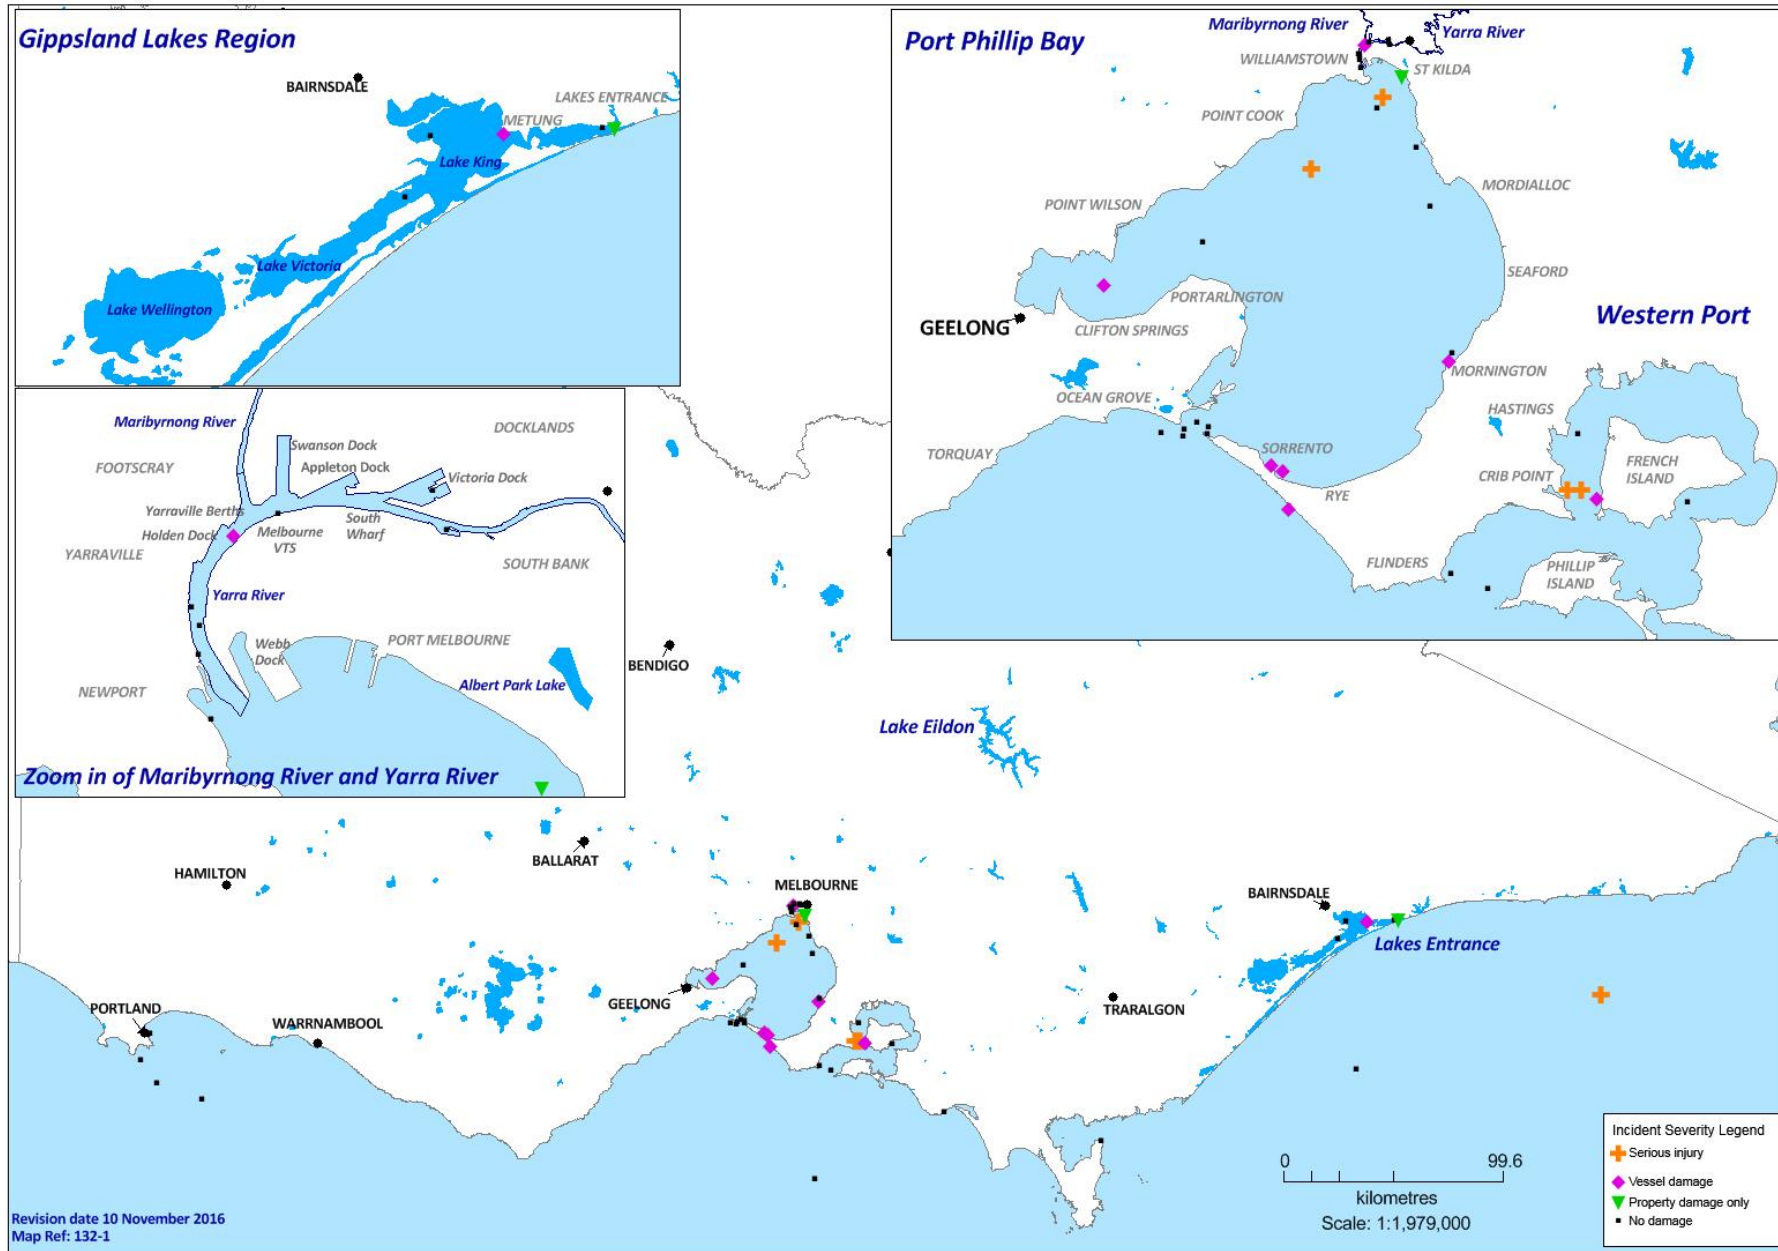 Gippsland Lakes Region
BAIRNSDALE
LAKES ENTRANCE
METUNG
Lake King
Lake Victoria
Lake Wellington
Port Phillip Bay
Maribyrnong River
Yarra River
WILLIAMSTOWN
ST KILDA
POINT COOK
MORDIALLOC
POINT WILSON
SEAFORD
PORTARLINGTON
Western Port
GEELONG
CLIFTON SPRINGS
MORNINGTON
OCEAN GROVE
HASTINGS
TORQUAY
SORRENTO
FRENCH
ISLAND
CRIB POINT
RYE
FLINDERS
PHILLIP
ISLAND
Maribyrnong River
DOCKLANDS
Swanson Dock
FOOTSCRAY
Appleton Dock
Victoria Dock
Yarraville Berths
South
Wharf
Holden Dock
Melbourne
VTS
YARRAVILLE
SOUTH BANK
Yarra River
Webb
Dock
PORT MELBOURNE
NEWPORT
Albert Park Lake
Zoom in of Maribyrnong River and Yarra River
BENDIGO
Lake Eildon
BALLARAT
HAMILTON
MELBOURNE
BAIRNSDALE
Lakes Entrance
GEELONG
PORTLAND
WARRNAMBOOL
TRARALGON
0 99.6
kilometres
Scale: 1:1,979,000
Incident Severity Legend
Serious injury
Vessel damage
Property damage only
No damage
Revision date 10 November 2016
Map Ref: 132-1